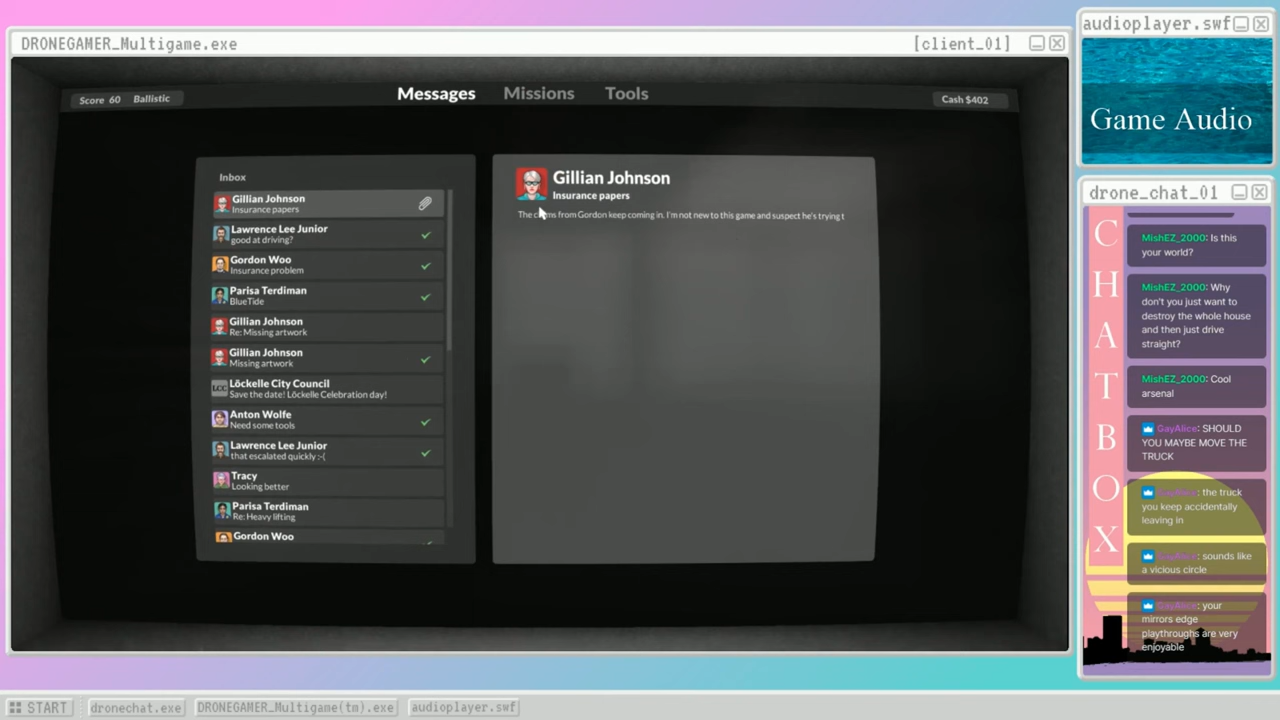 DRONEGAMER_Multigame.exe
[client_01]
Score 60 Ballistic
Messages Missions Tools
Cash $402
Inbox
Gillian Johnson
Insurance papers
Lawrence Lee Junior
good at driving?
Gordon Woo
Insurance problem
Parisa Terdiman
BlueTide
Gillian Johnson
Re: Missing artwork
Gillian Johnson
Missing artwork
LCC
Löckelle City Council
Save the date! Löckelle Celebration day!
Anton Wolfe
Need some tools
Lawrence Lee Junior
that escalated quickly :-(
Tracy
Looking better
Parisa Terdiman
Re: Heavy lifting
Gordon Woo
Gillian Johnson
Insurance papers
The from Gordon keep coming in. I'm not new to this game and suspect he's trying t
audioplayer.swf
Game Audio
drone_chat_01
CHATBOX
MishEZ_2000: Is this
your world?
MishEZ_2000: Why
don't you just want to
destroy the whole house
and then just drive
straight?
MishEZ_2000: Cool
arsenal
GayAlice: SHOULD
YOU MAYBE MOVE THE
TRUCK
GayAlice: the truck
you keep accidentally
leaving in
GayAlice: sounds like
a vicious circle
GayAlice: your
mirrors edge
playthroughs are very
enjoyable
START
dronechat.exe
DRONEGAMER_Multigame(tm).exe
audioplayer.swf